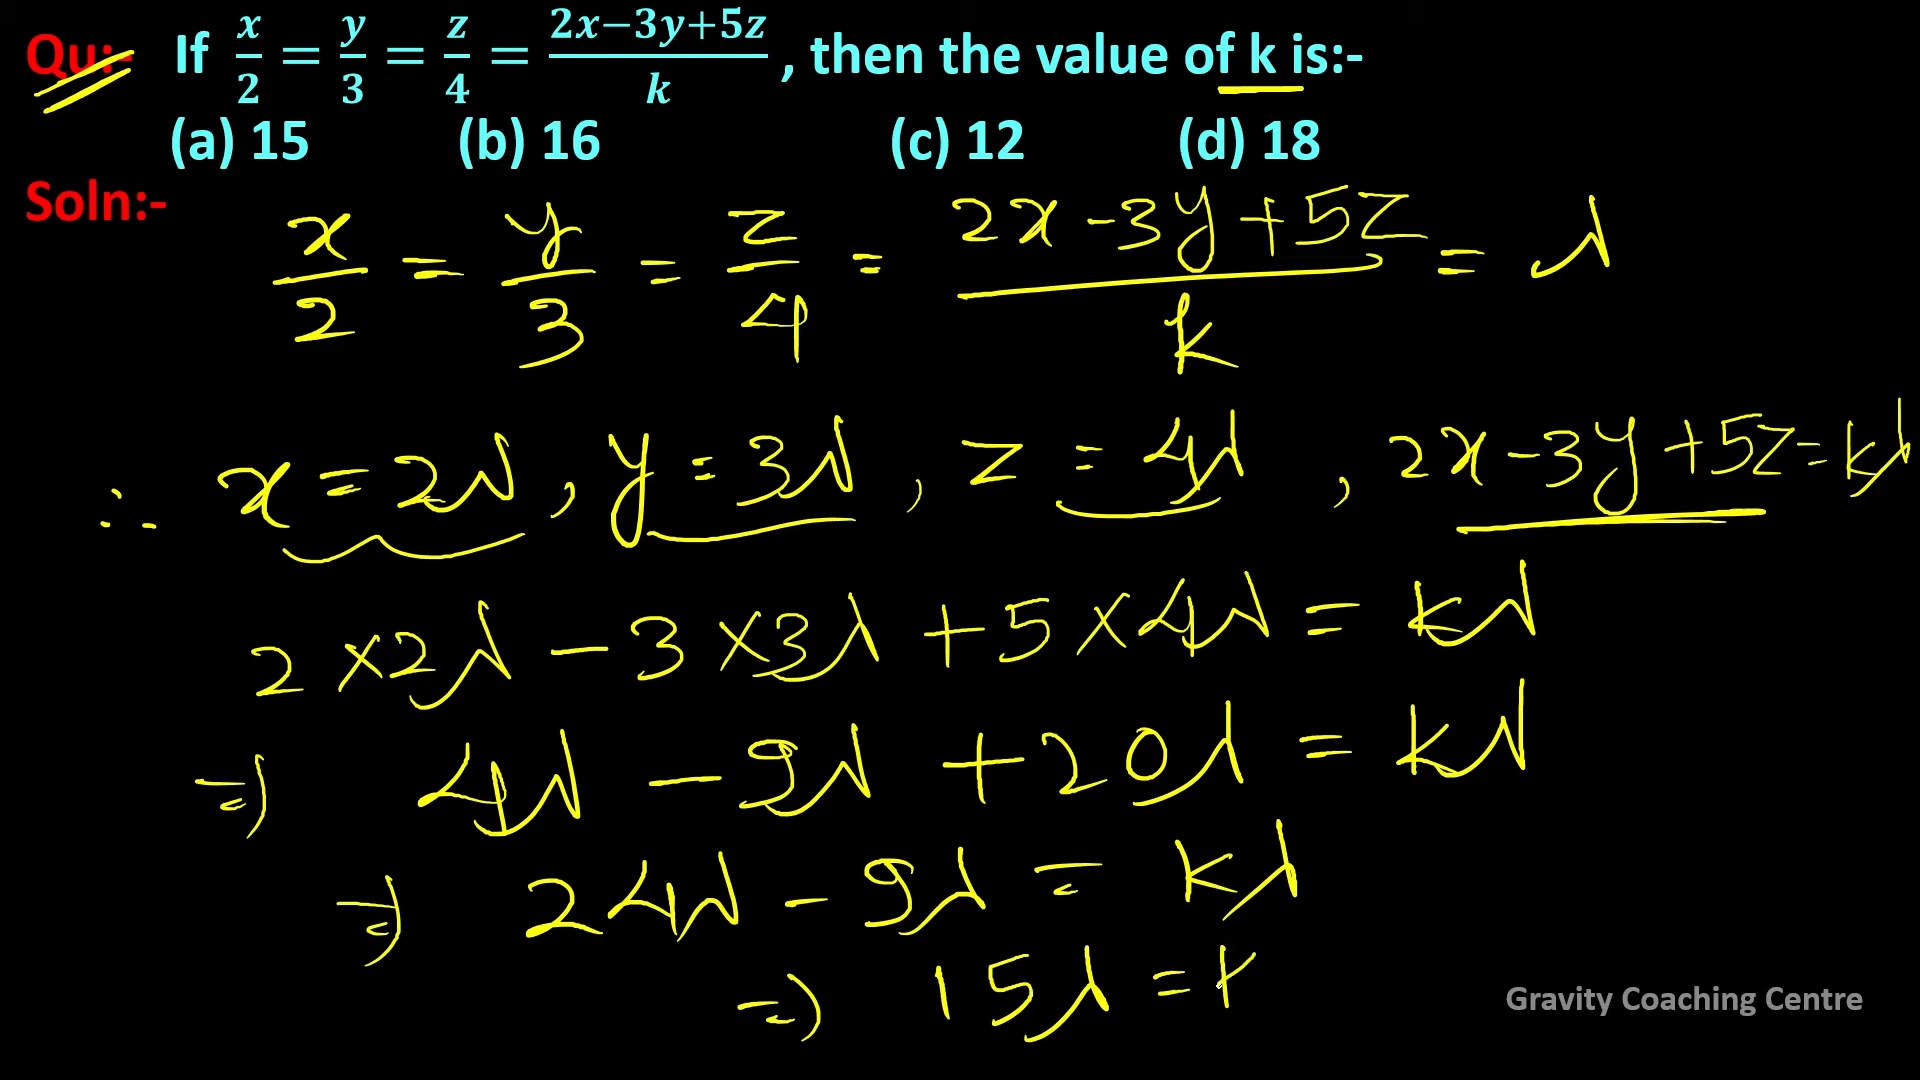 Qu:- If x/2 = y/3 = z/4 = (2x−3y+5z)/k , then the value of k is:-
(a) 15 (b) 16 (c) 12 (d) 18
Soln:-
x/2 = y/3 = z/4 = (2x-3y+5z)/k = λ
∴ x = 2λ, y = 3λ, z = 4λ, 2x-3y+5z = kλ
2×2λ - 3×3λ + 5×4λ = kλ
⇒ 4λ - 9λ + 20λ = kλ
⇒ 24λ - 9λ = kλ
⇒ 15λ = k
Gravity Coaching Centre